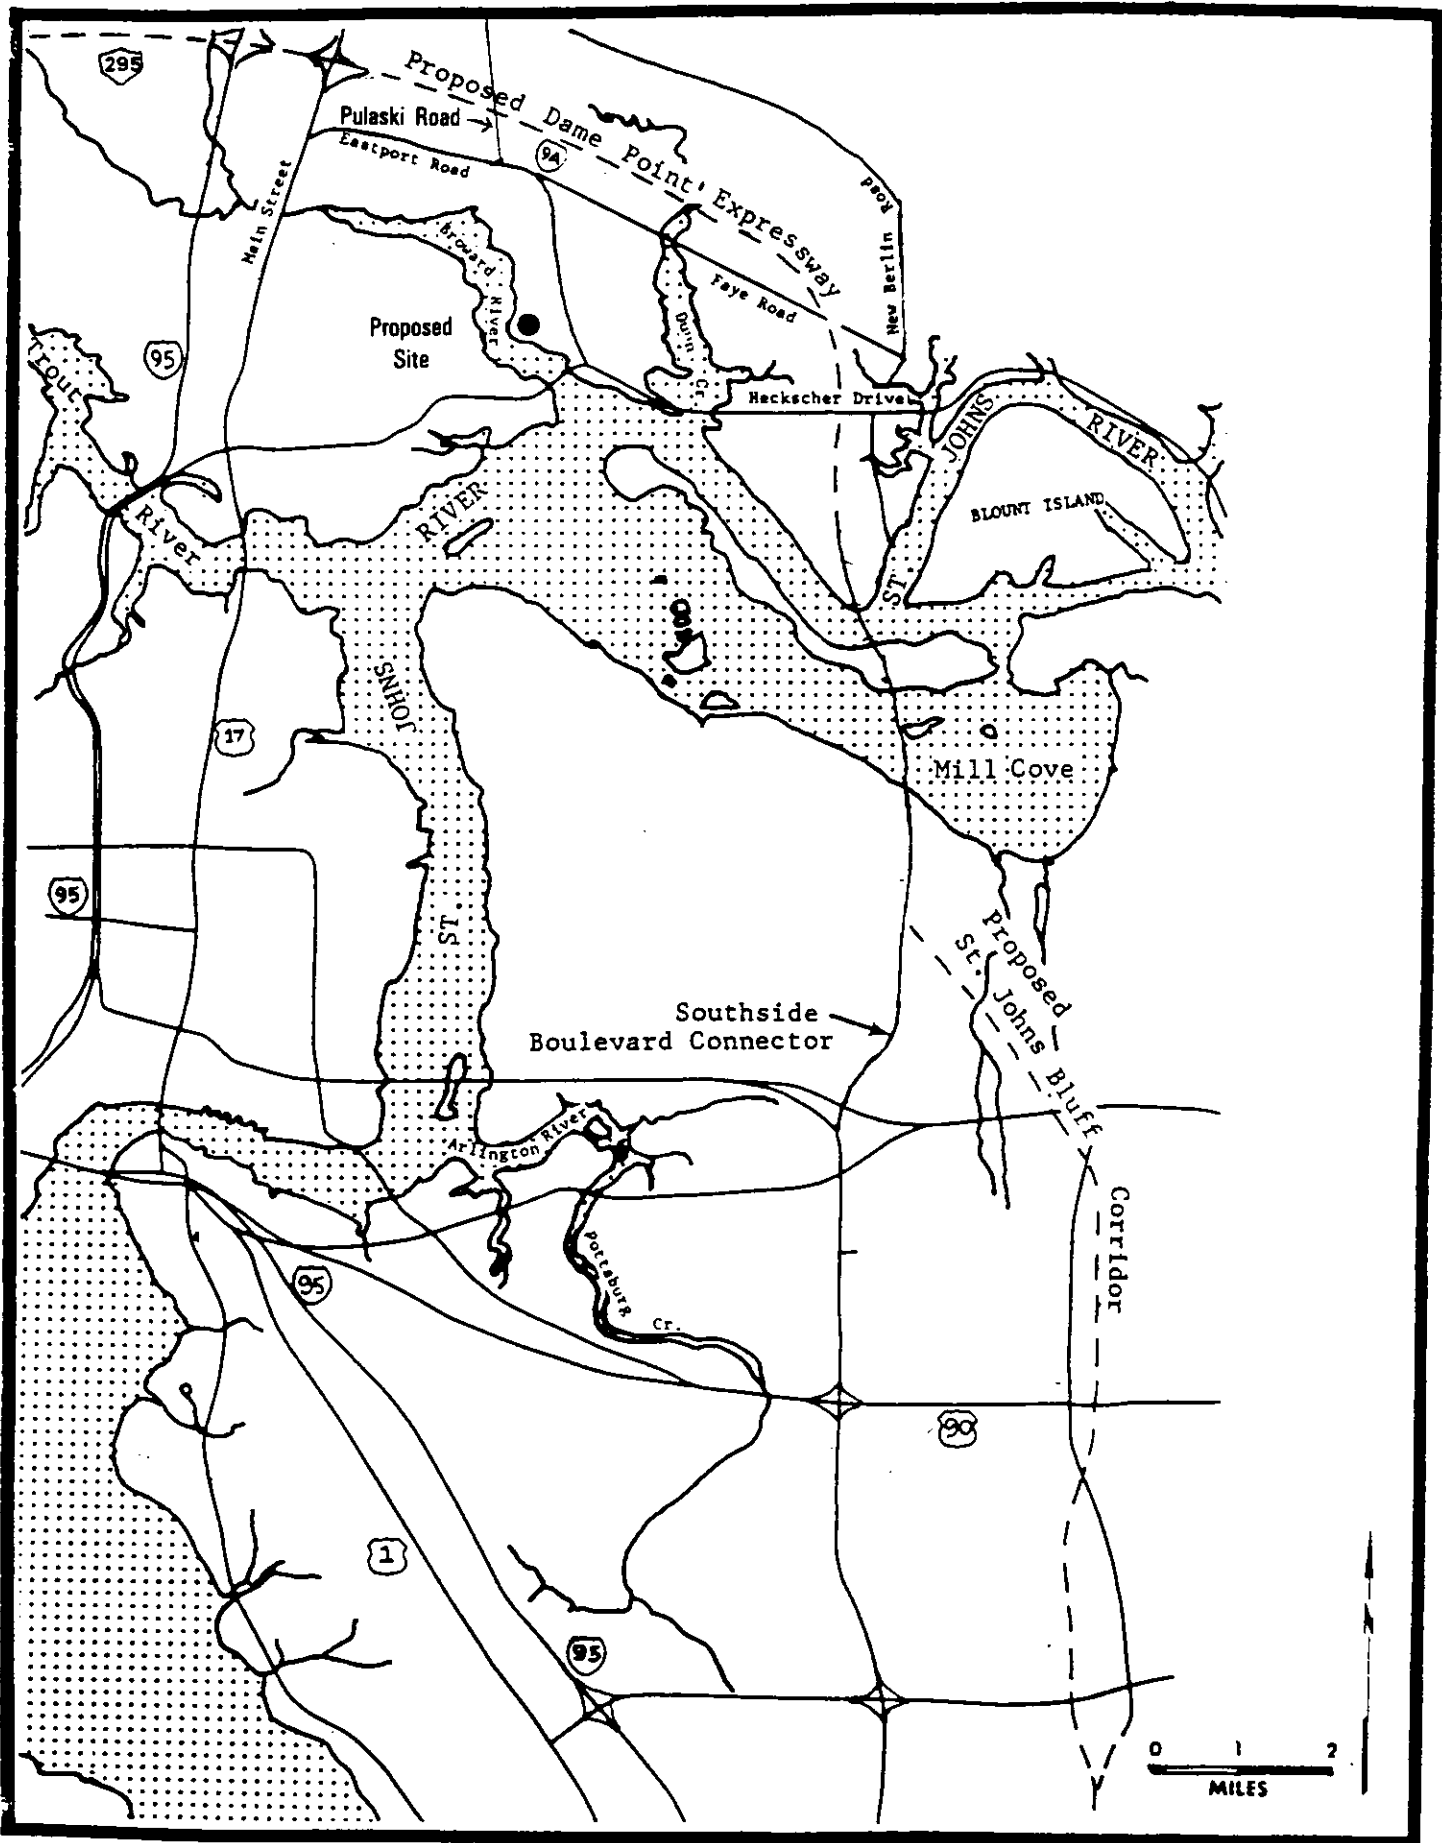 295
Proposed Dame Point Expressway
Pulaski Road
Eastport Road
9A
Main Street
New Berlin Road
Broward River
Faye Road
Dunn Cr.
Proposed
Site
95
Trout River
Heckscher Drive
ST JOHNS RIVER
BLOUNT ISLAND
ST. JOHNS RIVER
17
Mill Cove
95
Proposed
St. Johns Bluff
Corridor
Southside
Boulevard Connector
Arlington River
Pottsburg Cr.
95
90
1
95
0 1 2
MILES